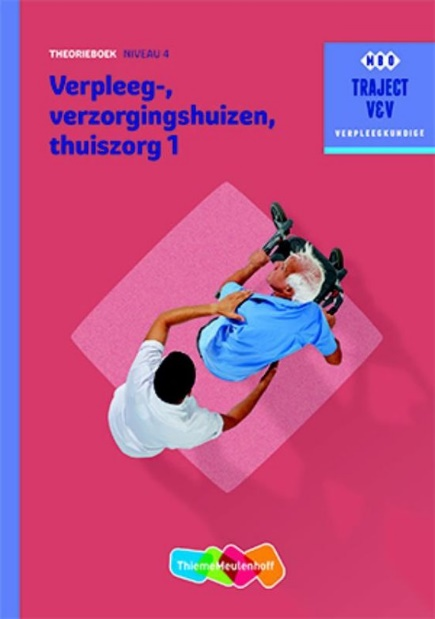 THEORIEBOEK NIVEAU 4
Verpleeg-,
verzorgingshuizen,
thuiszorg 1
MBO
TRAJECT
V&V
VERPLEEGKUNDIGE
ThiemeMeulenhoff